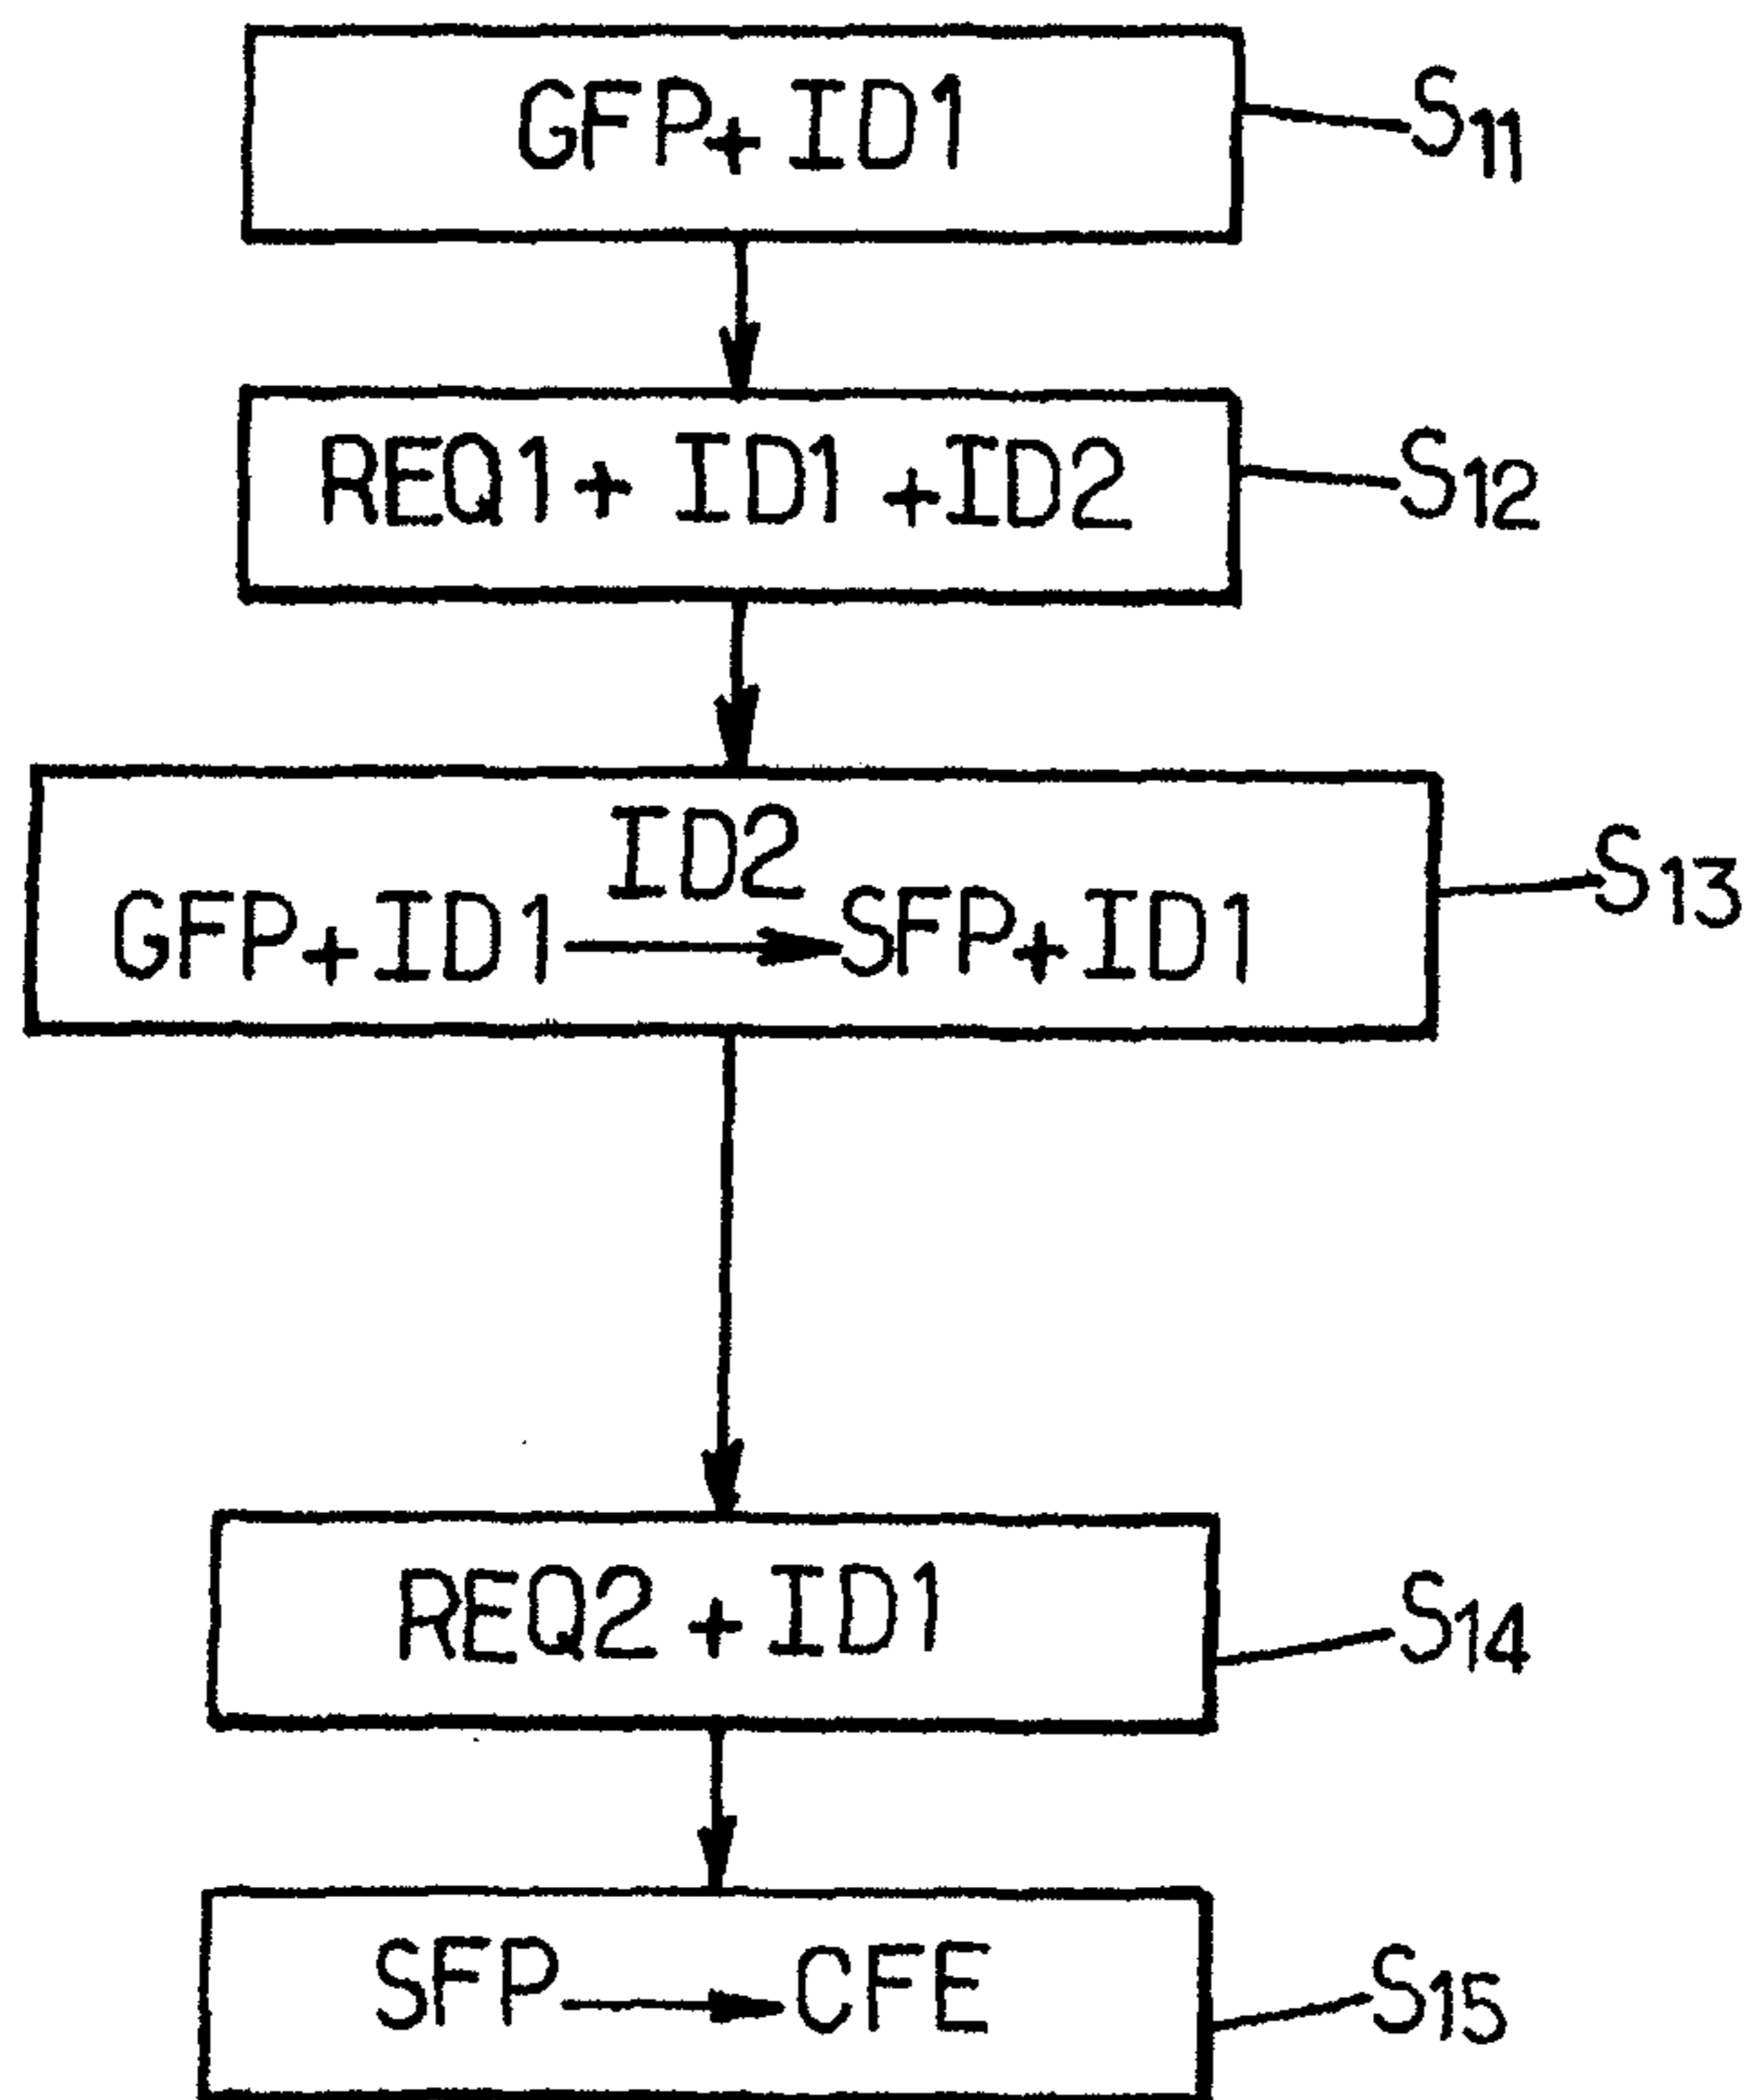 GFP+ID1 S11
REQ1+ID1+ID2 S12
ID2
GFP+ID1→SFP+ID1 S13
REQ2+ID1 S14
SFP→CFE S15